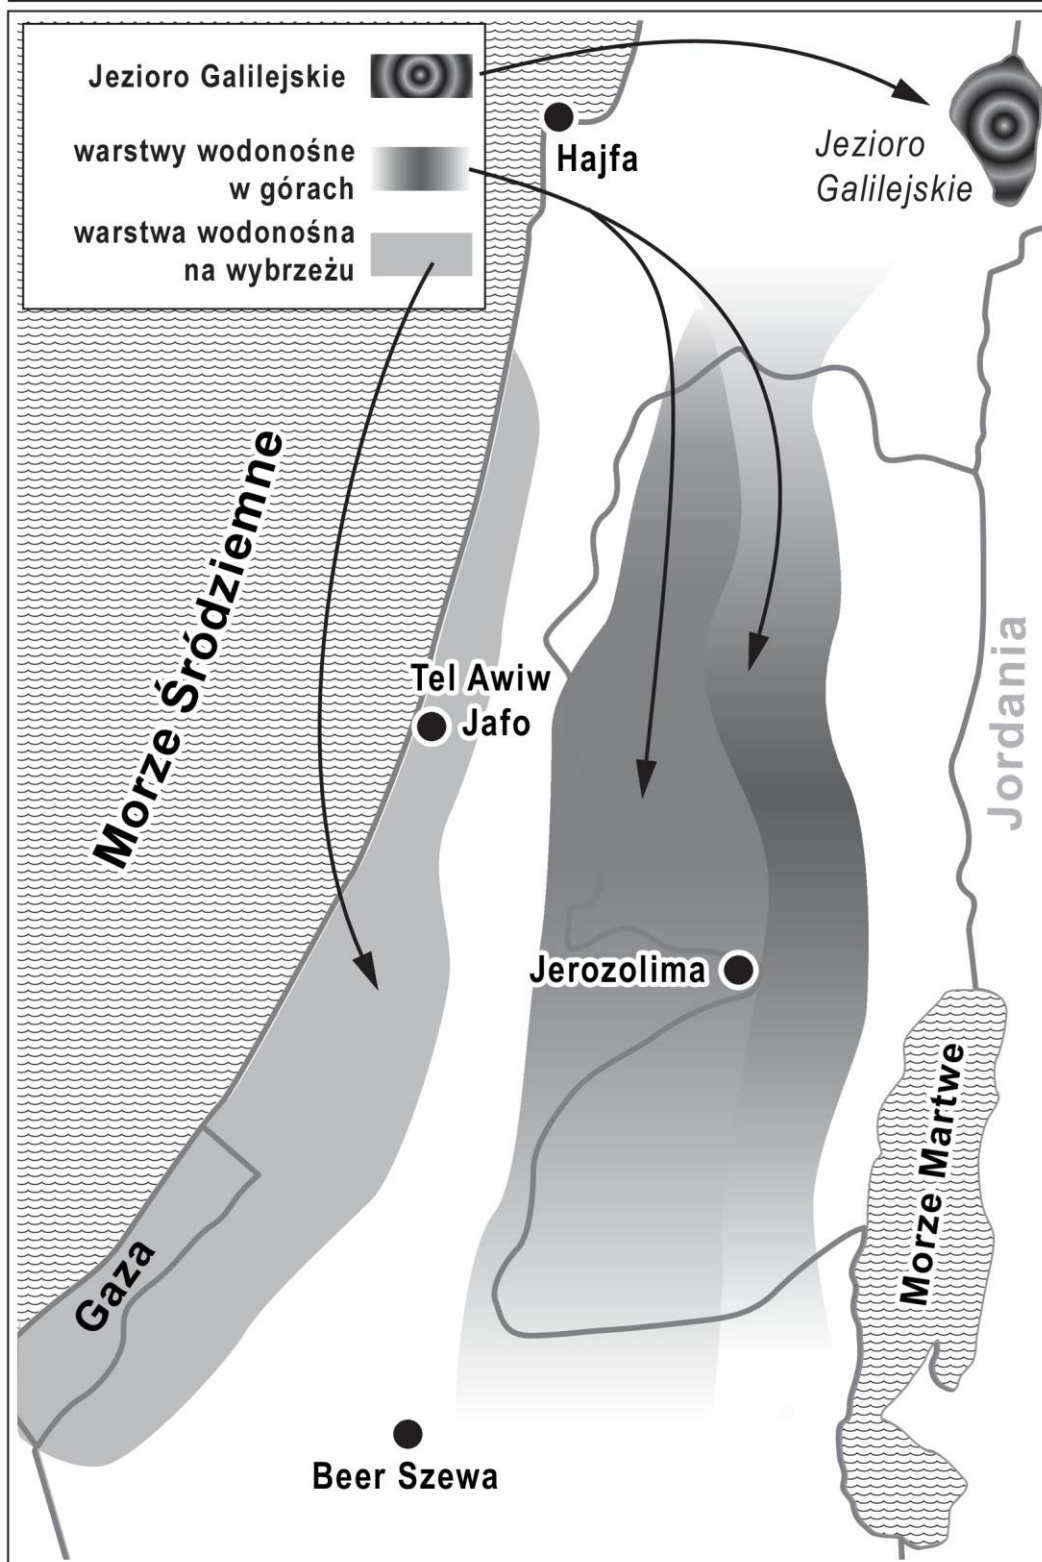 Jezioro Galilejskie
warstwy wodonośne
w górach
warstwa wodonośna
na wybrzeżu
Hajfa
Jezioro
Galilejskie
Morze Śródziemne
Tel Awiw
Jafo
Jordania
Jerozolima
Morze Martwe
Gaza
Beer Szewa